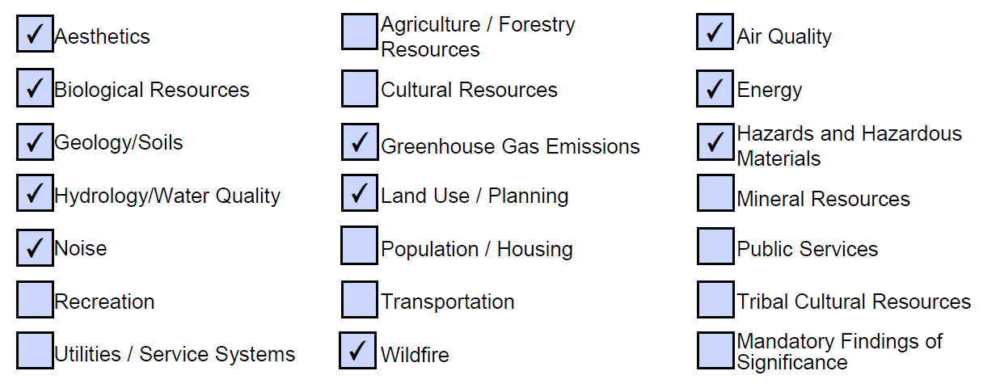 ✓ Aesthetics
Agriculture / Forestry
Resources
✓ Air Quality
✓ Biological Resources
Cultural Resources
✓ Energy
✓ Geology/Soils
✓ Greenhouse Gas Emissions
✓ Hazards and Hazardous
Materials
✓ Hydrology/Water Quality
✓ Land Use / Planning
Mineral Resources
✓ Noise
Population / Housing
Public Services
Recreation
Transportation
Tribal Cultural Resources
Utilities / Service Systems
✓ Wildfire
Mandatory Findings of
Significance